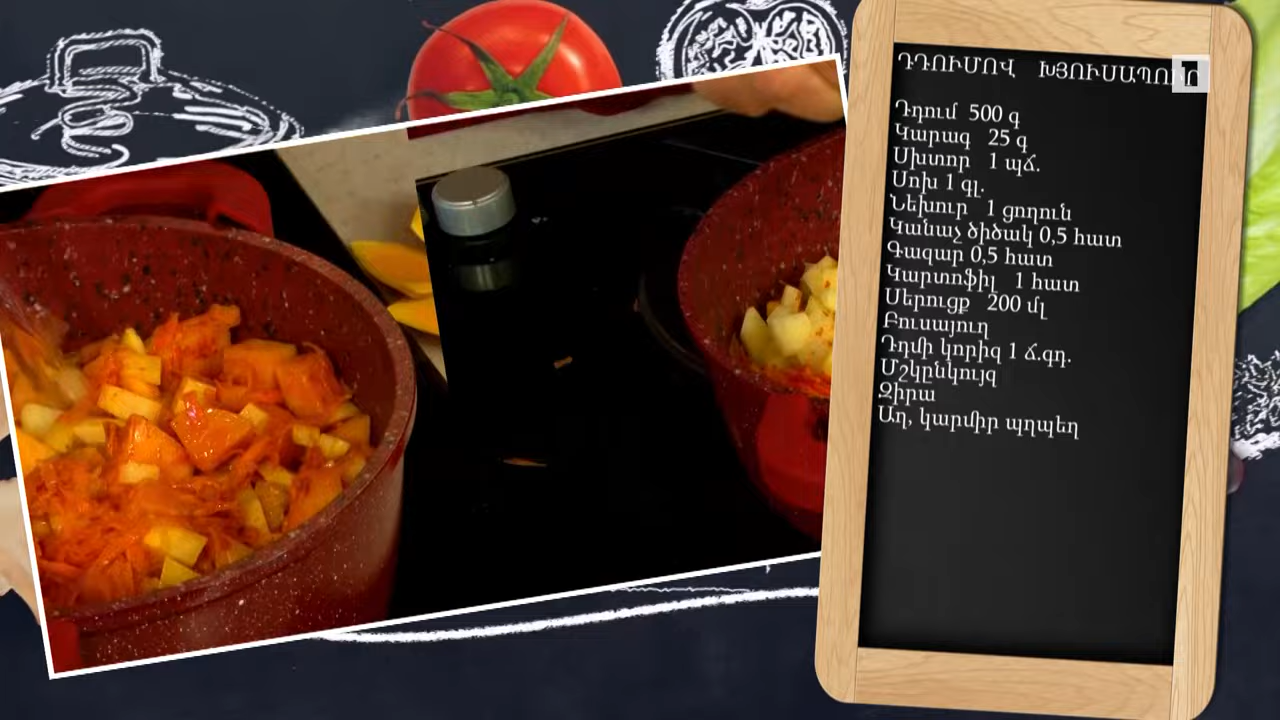 ԴԴՈՒՄՈՎ ԽՅՈՒՍԱՊՈՒՐ
Դդում 500 գ
Կարագ 25 գ
Սխտոր 1 պճ.
Սոխ 1 գլ.
Նեխուր 1 ցողուն
Կանաչ ծիծակ 0,5 հատ
Գազար 0,5 հատ
Կարտոֆիլ 1 հատ
Սերուցք 200 մլ
Բուսայուղ
Դդմի կորիզ 1 ճ.գդ.
Մշկընկույզ
Զիրա
Աղ, կարմիր պղպեղ